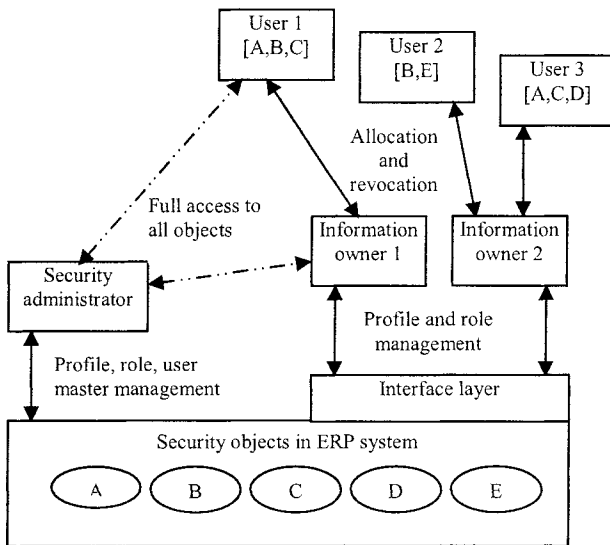 User 1
[A,B,C]
User 2
[B,E]
User 3
[A,C,D]
Allocation
and
revocation
Full access to
all objects
Information
owner 1
Information
owner 2
Security
administrator
Profile and role
management
Profile, role, user
master management
Interface layer
Security objects in ERP system
A
B
C
D
E